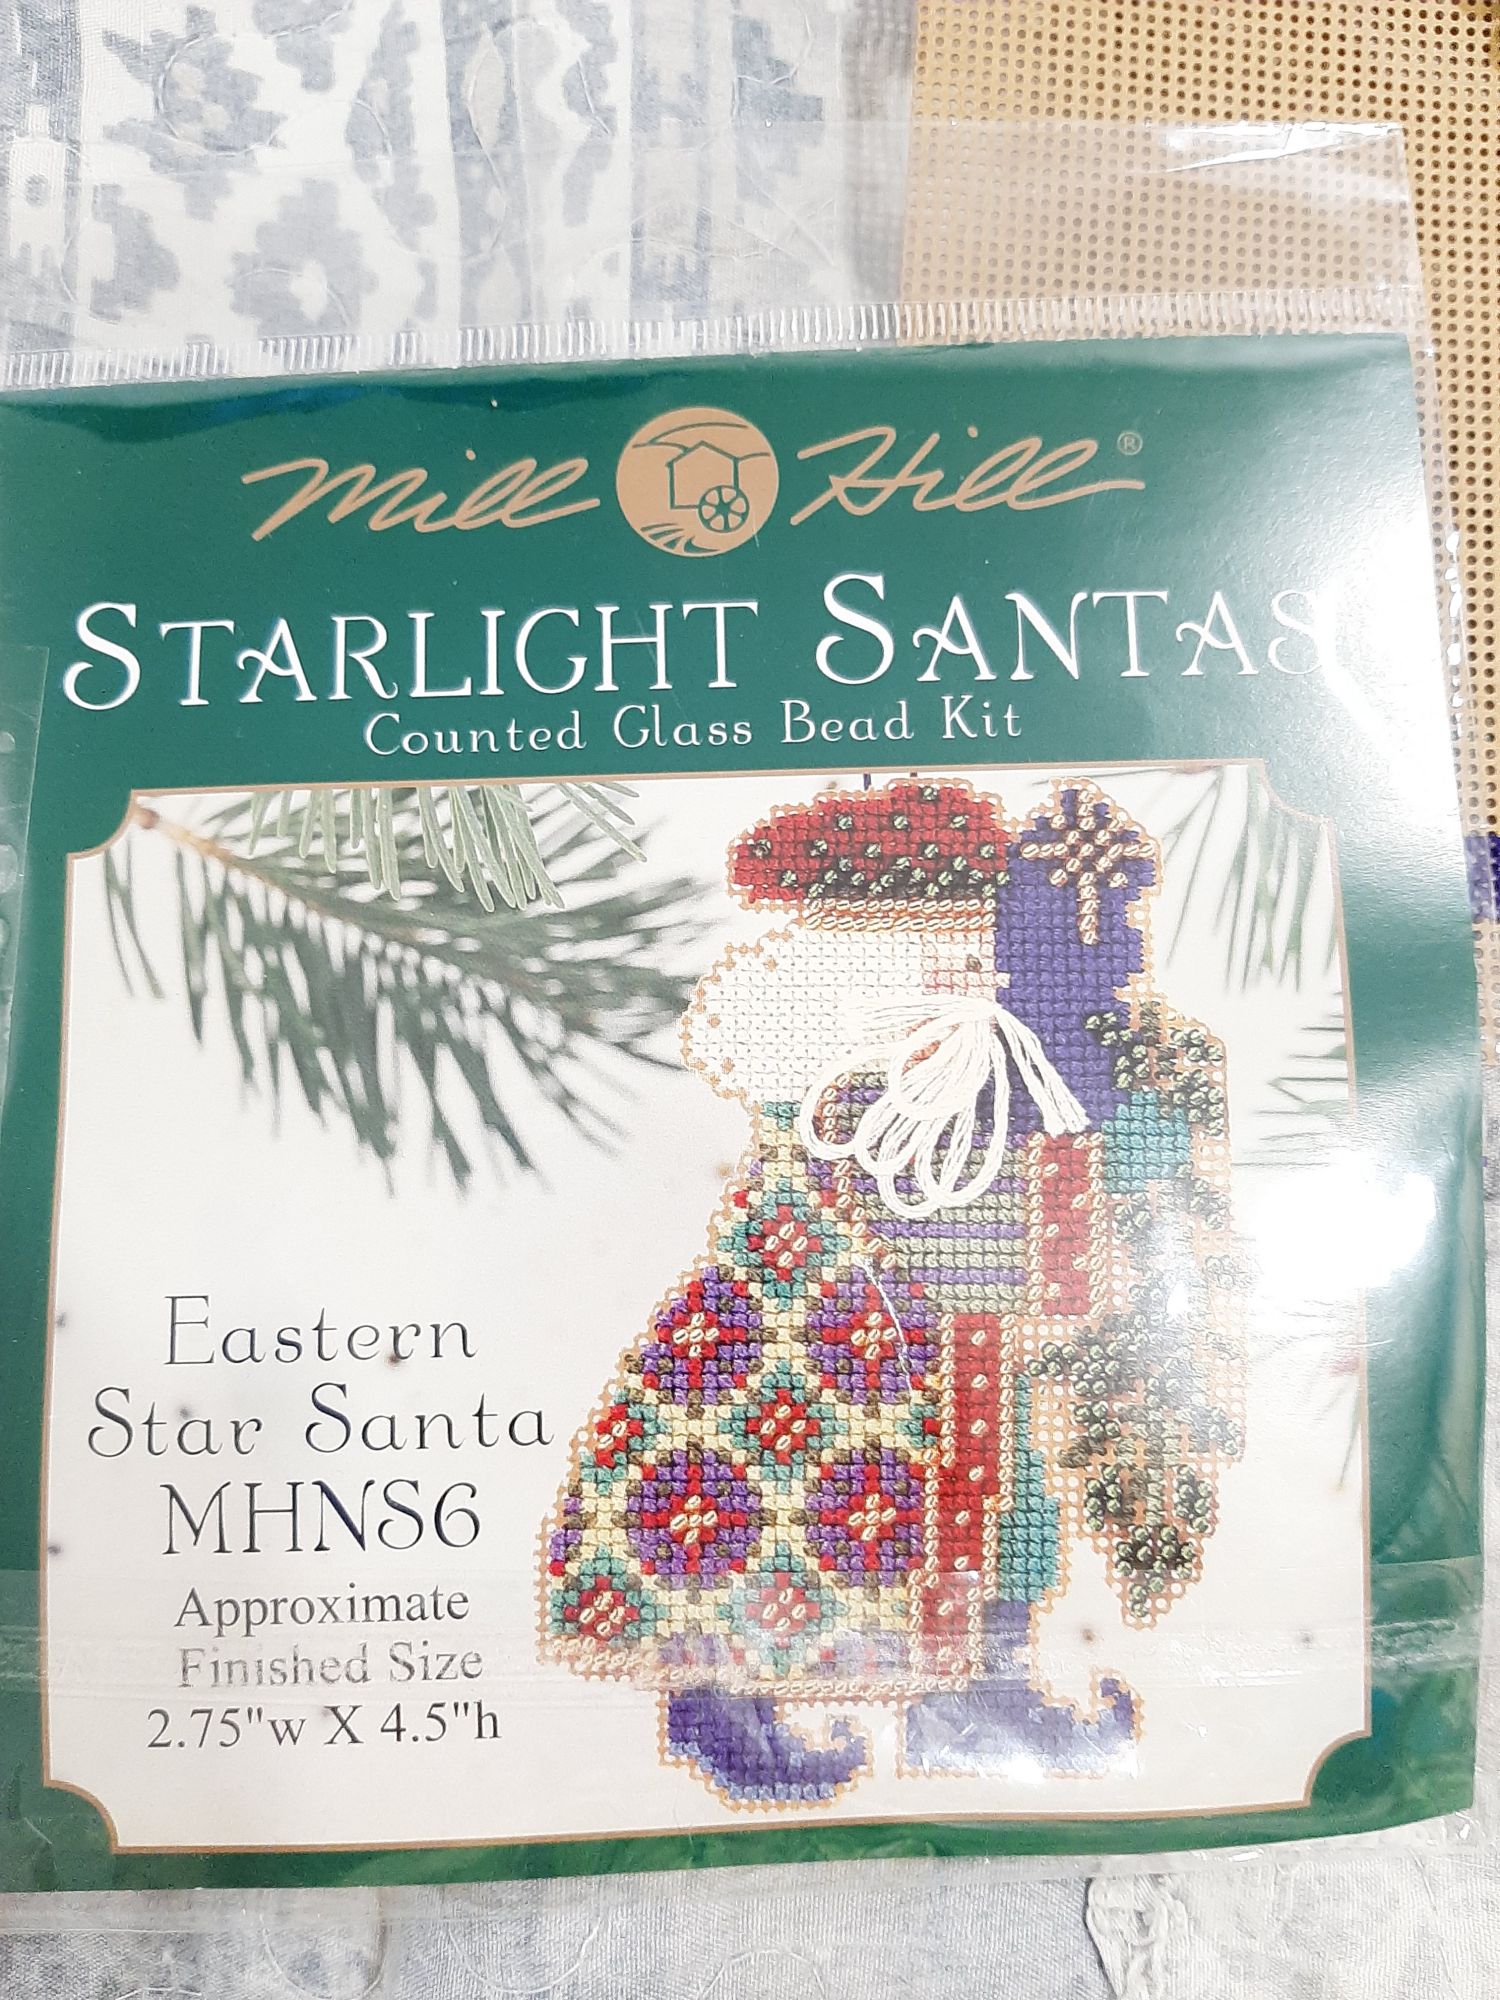 Mill Hill®
STARLIGHT SANTAS
Counted Glass Bead Kit
Eastern
Star Santa
MHNS6
Approximate
Finished Size
2.75"w X 4.5"h